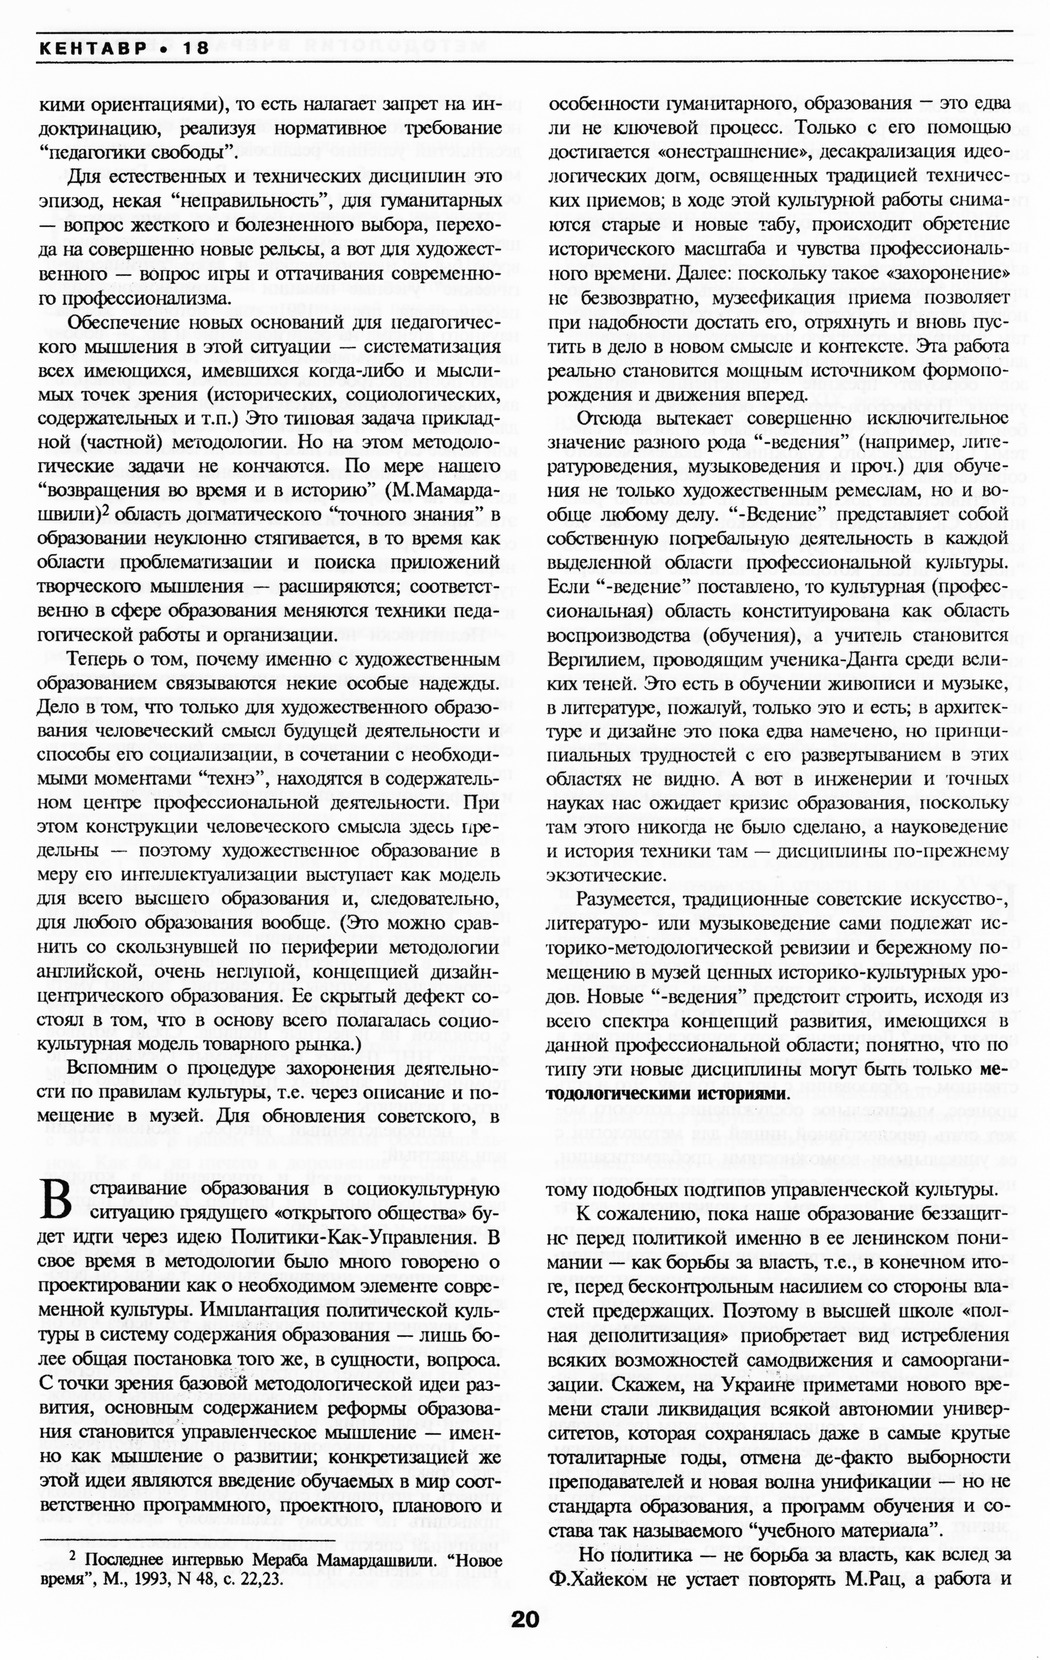 КЕНТАВР • 18
кими ориентациями), то есть налагает запрет на ин-
доктринацию, реализуя нормативное требование
“педагогики свободы”.
Для естественных и технических дисциплин это
эпизод, некая “неправильность”, для гуманитарных
— вопрос жесткого и болезненного выбора, перехо-
да на совершенно новые рельсы, а вот для художест-
венного — вопрос игры и оттачивания современно-
го профессионализма.
Обеспечение новых оснований для педагогичес-
кого мышления в этой ситуации — систематизация
всех имеющихся, имевшихся когда-либо и мысли-
мых точек зрения (исторических, социологических,
содержательных и т.п.) Это типовая задача приклад-
ной (частной) методологии. Но на этом методоло-
гические задачи не кончаются. По мере нашего
“возвращения во время и в историю” (М.Мамарда-
швили)² область догматического “точного знания” в
образовании неуклонно стягивается, в то время как
области проблематизации и поиска приложений
творческого мышления — расширяются; соответст-
венно в сфере образования меняются техники педа-
гогической работы и организации.
Теперь о том, почему именно с художественным
образованием связываются некие особые надежды.
Дело в том, что только для художественного образо-
вания человеческий смысл будущей деятельности и
способы его социализации, в сочетании с необходи-
мыми моментами “технэ”, находятся в содержатель-
ном центре профессиональной деятельности. При
этом конструкции человеческого смысла здесь пре-
дельны — поэтому художественное образование в
меру его интеллектуализации выступает как модель
для всего высшего образования и, следовательно,
для любого образования вообще. (Это можно срав-
нить со скользнувшей по периферии методологии
английской, очень неглупой, концепцией дизайн-
центрического образования. Ее скрытый дефект со-
стоял в том, что в основу всего полагалась социо-
культурная модель товарного рынка.)
Вспомним о процедуре захоронения деятельно-
сти по правилам культуры, т.е. через описание и по-
мещение в музей. Для обновления советского, в
особенности гуманитарного, образования — это едва
ли не ключевой процесс. Только с его помощью
достигается «онестрашнение», десакрализация идео-
логических догм, освященных традицией техничес-
ких приемов; в ходе этой культурной работы снима-
ются старые и новые табу, происходит обретение
исторического масштаба и чувства профессиональ-
ного времени. Далее: поскольку такое «захоронение»
не безвозвратно, музеефикация приема позволяет
при надобности достать его, отряхнуть и вновь пус-
тить в дело в новом смысле и контексте. Эта работа
реально становится мощным источником формопо-
рождения и движения вперед.
Отсюда вытекает совершенно исключительное
значение разного рода “-ведения” (например, лите-
ратуроведения, музыковедения и проч.) для обуче-
ния не только художественным ремеслам, но и во-
обще любому делу. “-Ведение” представляет собой
собственную погребальную деятельность в каждой
выделенной области профессиональной культуры.
Если “-ведение” поставлено, то культурная (профес-
сиональная) область конституирована как область
воспроизводства (обучения), а учитель становится
Вергилием, проводящим ученика-Данта среди вели-
ких теней. Это есть в обучении живописи и музыке,
в литературе, пожалуй, только это и есть; в архитек-
туре и дизайне это пока едва намечено, но принци-
пиальных трудностей с его развертыванием в этих
областях не видно. А вот в инженерии и точных
науках нас ожидает кризис образования, поскольку
там этого никогда не было сделано, а науковедение
и история техники там — дисциплины по-прежнему
экзотические.
Разумеется, традиционные советские искусство-,
литературо- или музыковедение сами подлежат ис-
торико-методологической ревизии и бережному по-
мещению в музей ценных историко-культурных уро-
дов. Новые “-ведения” предстоит строить, исходя из
всего спектра концепций развития, имеющихся в
данной профессиональной области; понятно, что по
типу эти новые дисциплины могут быть только ме-
тодологическими историями.
Встраивание образования в социокультурную
ситуацию грядущего «открытого общества» бу-
дет идти через идею Политики-Как-Управления. В
свое время в методологии было много говорено о
проектировании как о необходимом элементе совре-
менной культуры. Имплантация политической куль-
туры в систему содержания образования — лишь бо-
лее общая постановка того же, в сущности, вопроса.
С точки зрения базовой методологической идеи раз-
вития, основным содержанием реформы образова-
ния становится управленческое мышление — имен-
но как мышление о развитии; конкретизацией же
этой идеи являются введение обучаемых в мир соот-
ветственно программного, проектного, планового и
² Последнее интервью Мераба Мамардашвили. “Новое
время”, М., 1993, N 48, с. 22,23.
тому подобных подтипов управленческой культуры.
К сожалению, пока наше образование беззащит-
но перед политикой именно в ее ленинском пони-
мании — как борьбы за власть, т.е., в конечном ито-
ге, перед бесконтрольным насилием со стороны вла-
стей предержащих. Поэтому в высшей школе «пол-
ная деполитизация» приобретает вид истребления
всяких возможностей самодвижения и самооргани-
зации. Скажем, на Украине приметами нового вре-
мени стали ликвидация всякой автономии универ-
ситетов, которая сохранялась даже в самые крутые
тоталитарные годы, отмена де-факто выборности
преподавателей и новая волна унификации — но не
стандарта образования, а программ обучения и со-
става так называемого “учебного материала”.
Но политика — не борьба за власть, как вслед за
Ф.Хайеком не устает повторять М.Рац, а работа и
20